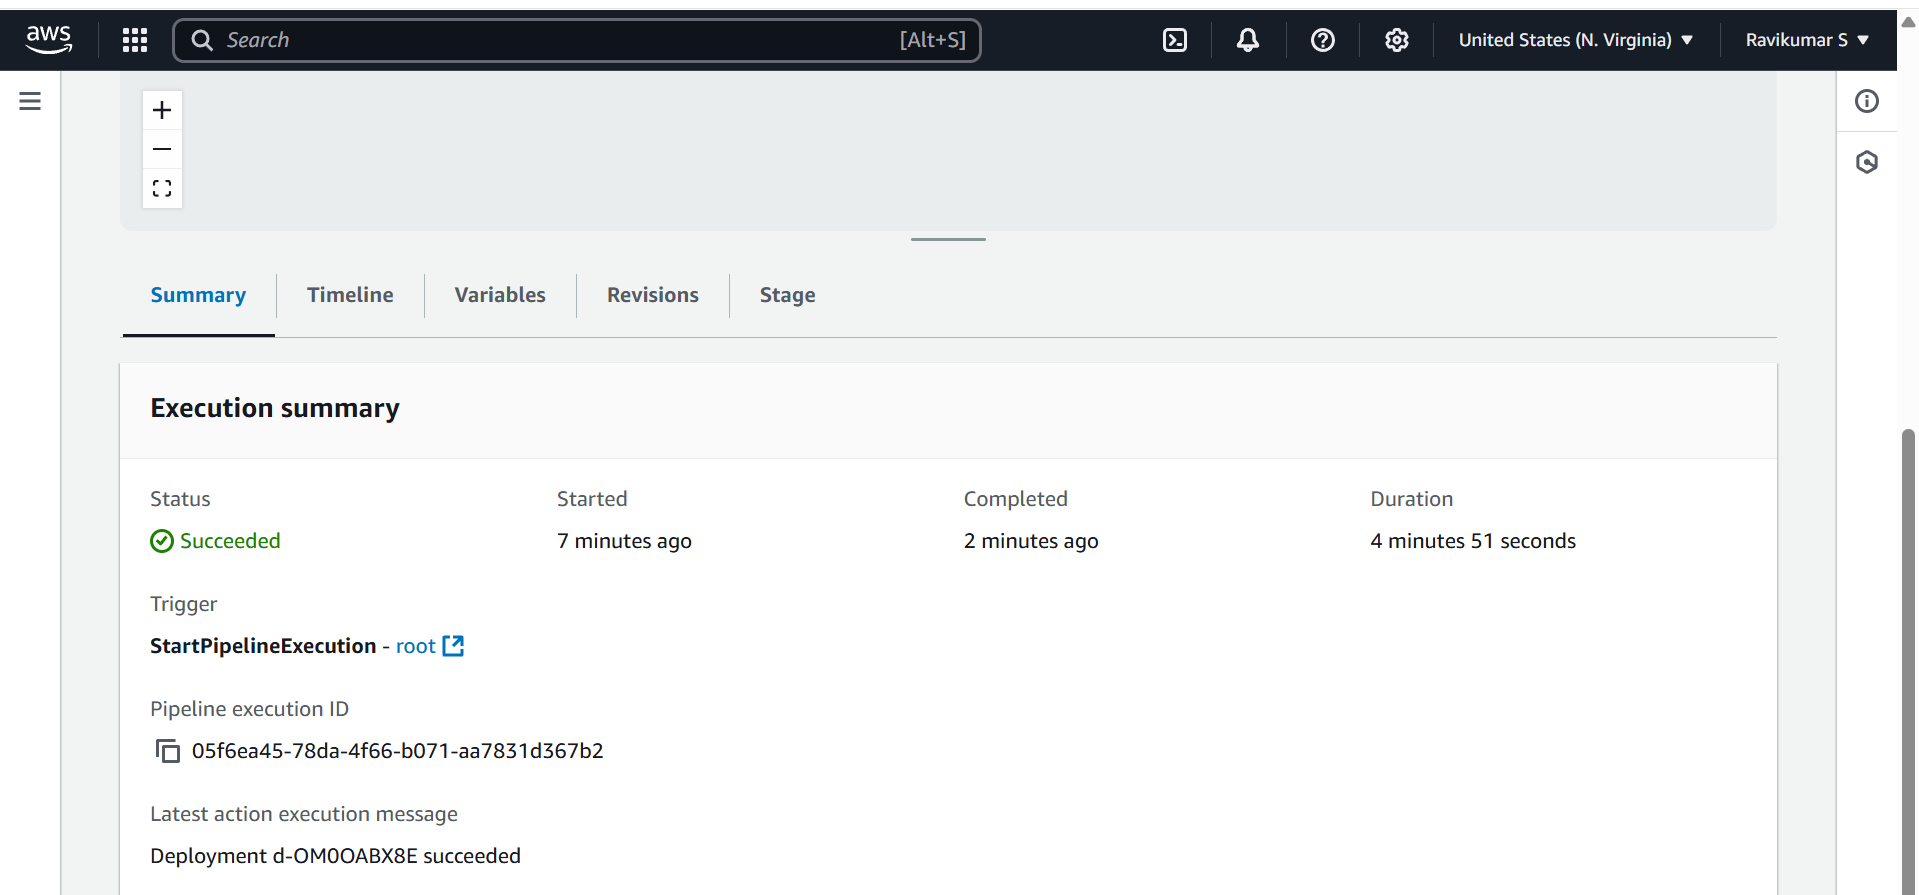 aws
Search [Alt+S]
United States (N. Virginia)
Ravikumar S
Summary
Timeline
Variables
Revisions
Stage
Execution summary
Status
Started
Completed
Duration
Succeeded
7 minutes ago
2 minutes ago
4 minutes 51 seconds
Trigger
StartPipelineExecution - root
Pipeline execution ID
05f6ea45-78da-4f66-b071-aa7831d367b2
Latest action execution message
Deployment d-OM0OABX8E succeeded